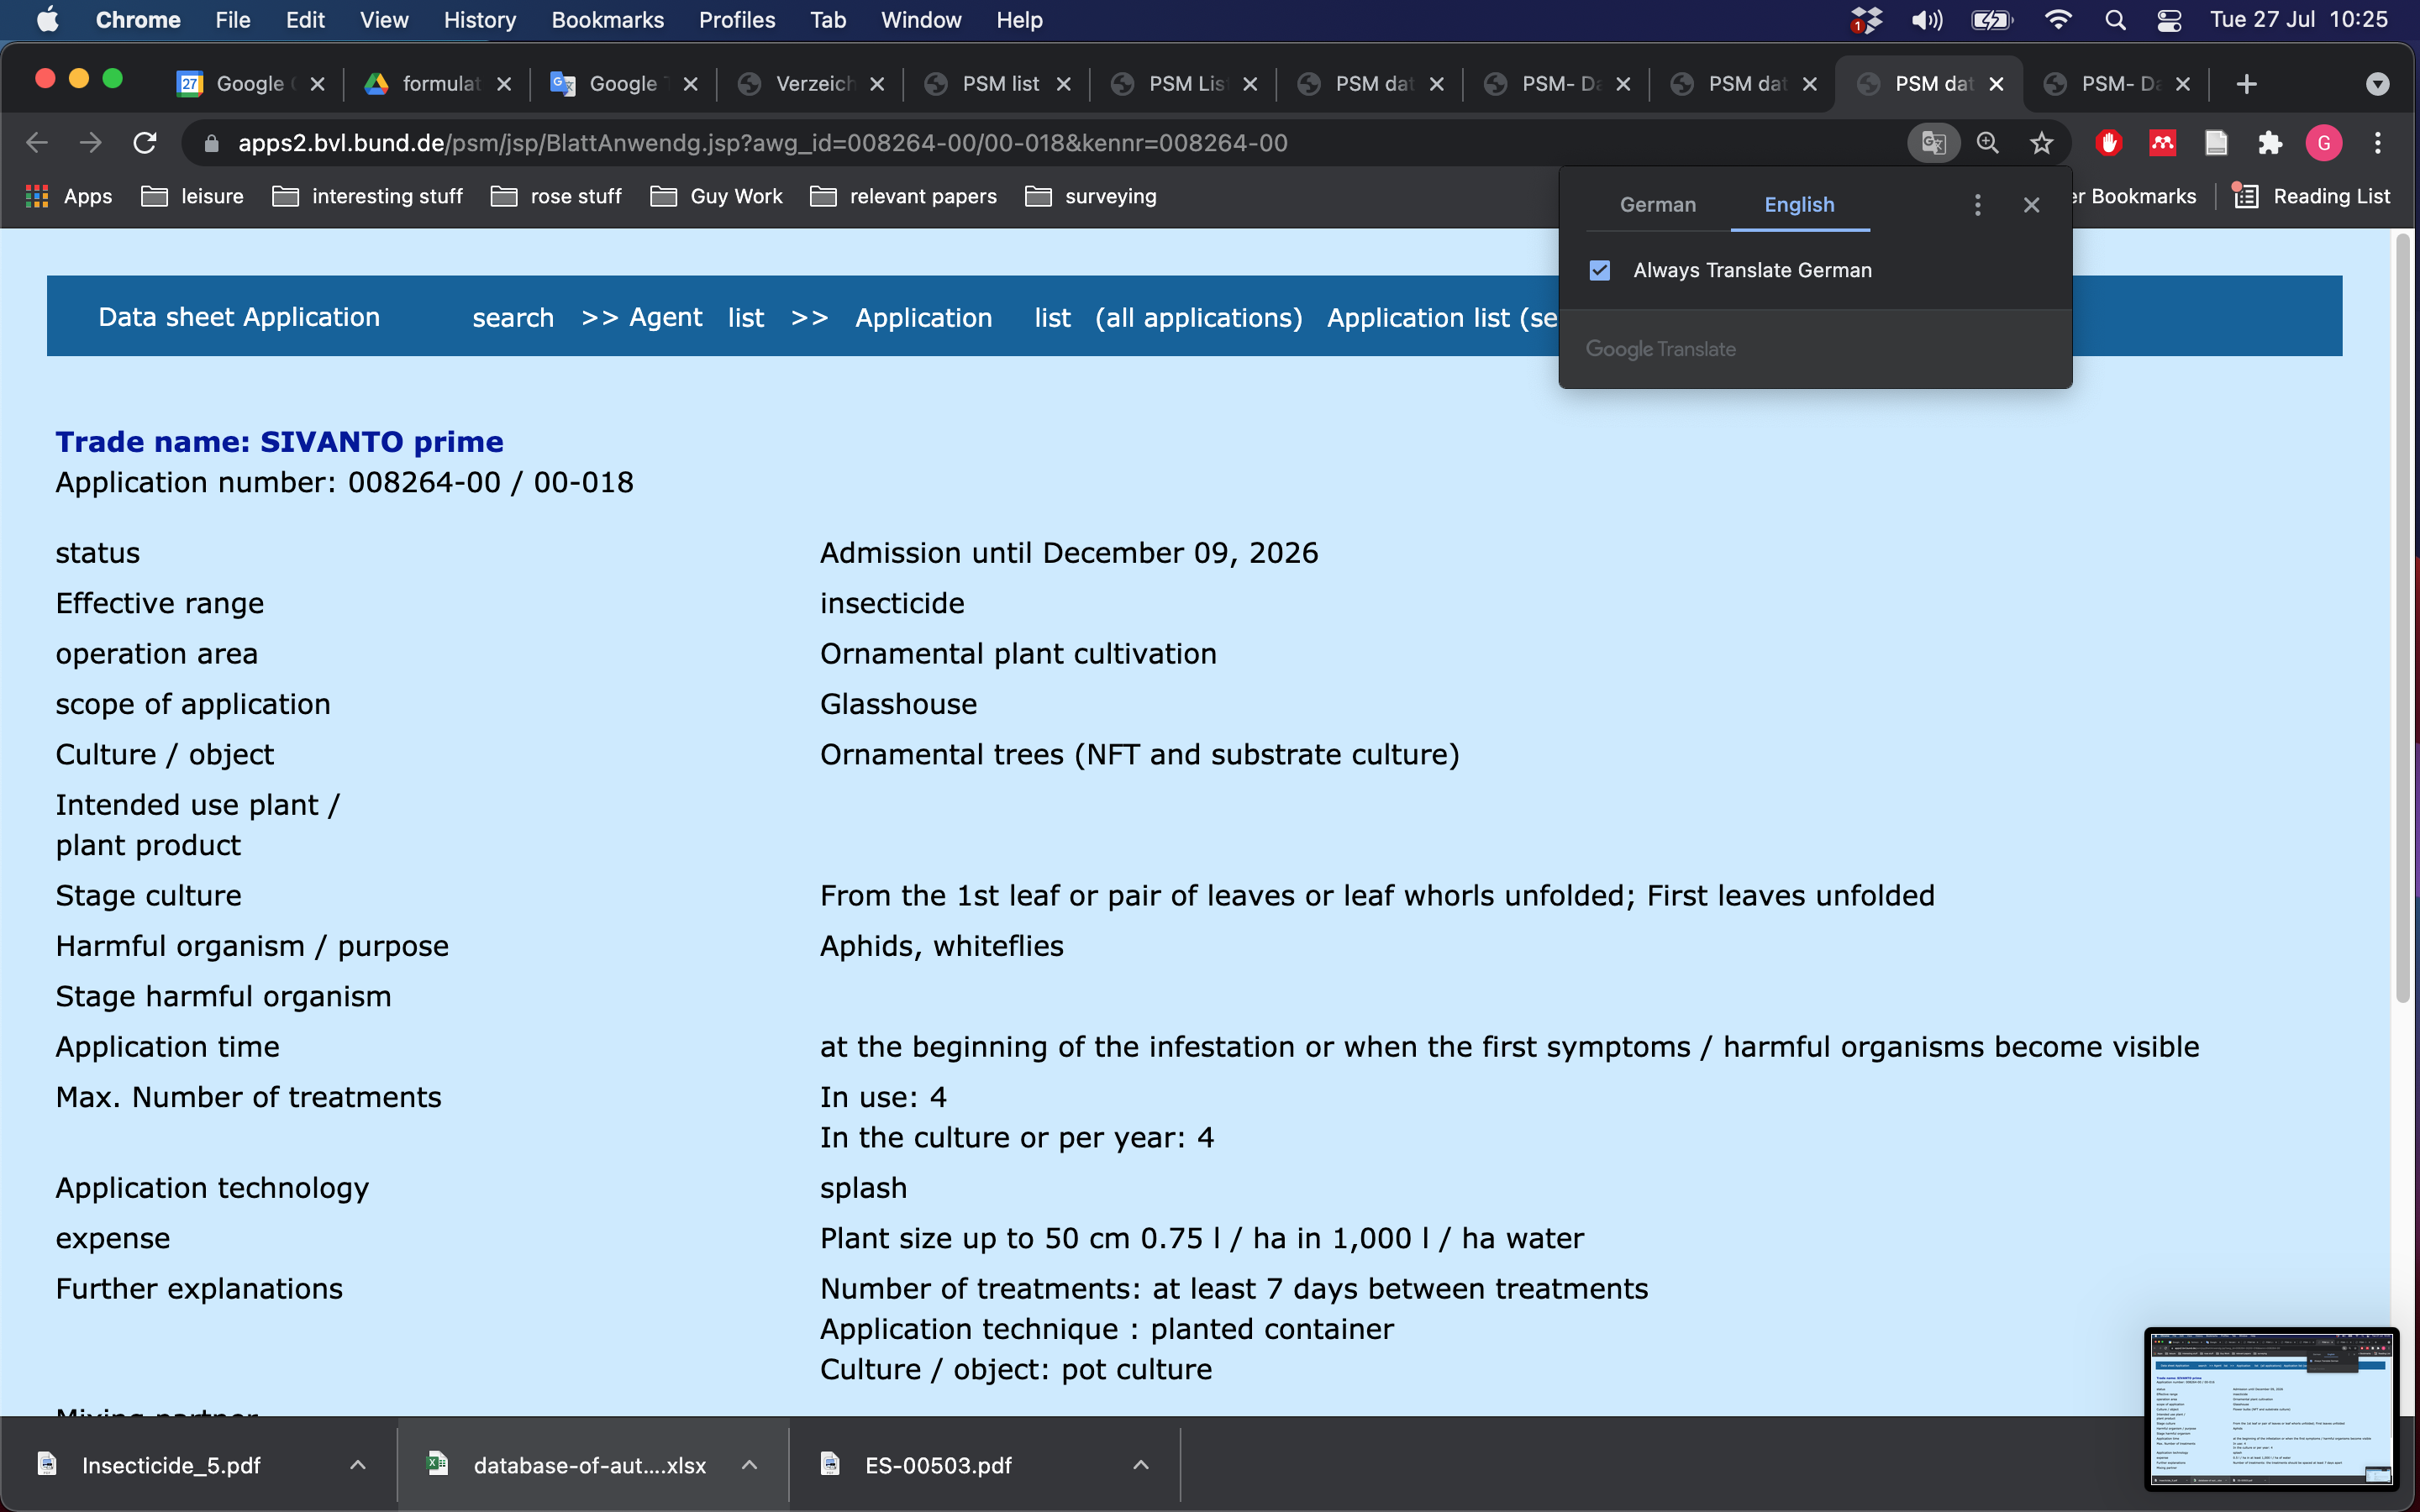 Chrome File Edit View History Bookmarks Profiles Tab Window Help 1 Tue 27 Jul 10:25
27 Google formulat Google Verzeich PSM list PSM Lis PSM dat PSM- Da PSM dat PSM dat PSM- Da
apps2.bvl.bund.de/psm/jsp/BlattAnwendg.jsp?awg_id=008264-00/00-018&kennr=008264-00 G
Apps leisure interesting stuff rose stuff Guy Work relevant papers surveying er Bookmarks Reading List
German English
Always Translate German
Google Translate
Data sheet Application search >> Agent list >> Application list (all applications) Application list (se
Trade name: SIVANTO prime
Application number: 008264-00 / 00-018
status Admission until December 09, 2026
Effective range insecticide
operation area Ornamental plant cultivation
scope of application Glasshouse
Culture / object Ornamental trees (NFT and substrate culture)
Intended use plant /
plant product
Stage culture From the 1st leaf or pair of leaves or leaf whorls unfolded; First leaves unfolded
Harmful organism / purpose Aphids, whiteflies
Stage harmful organism
Application time at the beginning of the infestation or when the first symptoms / harmful organisms become visible
Max. Number of treatments In use: 4
In the culture or per year: 4
Application technology splash
expense Plant size up to 50 cm 0.75 l / ha in 1,000 l / ha water
Further explanations Number of treatments: at least 7 days between treatments
Application technique : planted container
Culture / object: pot culture
Mixing partner
Insecticide_5.pdf database-of-aut....xlsx ES-00503.pdf